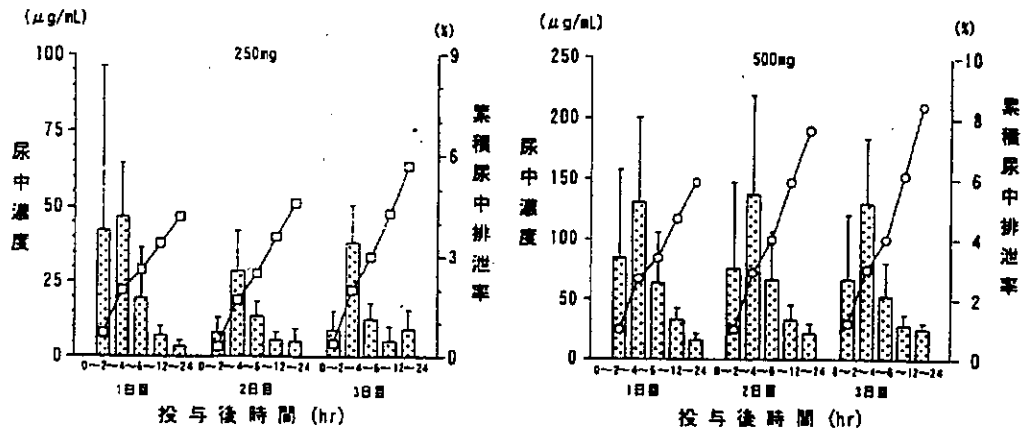 (μg/mL)
(%)
250mg
100
75
50
25
0
9
6
3
0
尿中濃度
累積尿中排泄率
0～2～4～6～12～24
0～2～4～6～12～24
0～2～4～6～12～24
1日目
2日目
3日目
投与後時間 (hr)
(μg/mL)
(%)
500mg
250
200
150
100
50
0
10
8
6
4
2
0
尿中濃度
累積尿中排泄率
0～2～4～6～12～24
0～2～4～6～12～24
0～2～4～6～12～24
1日目
2日目
3日目
投与後時間 (hr)